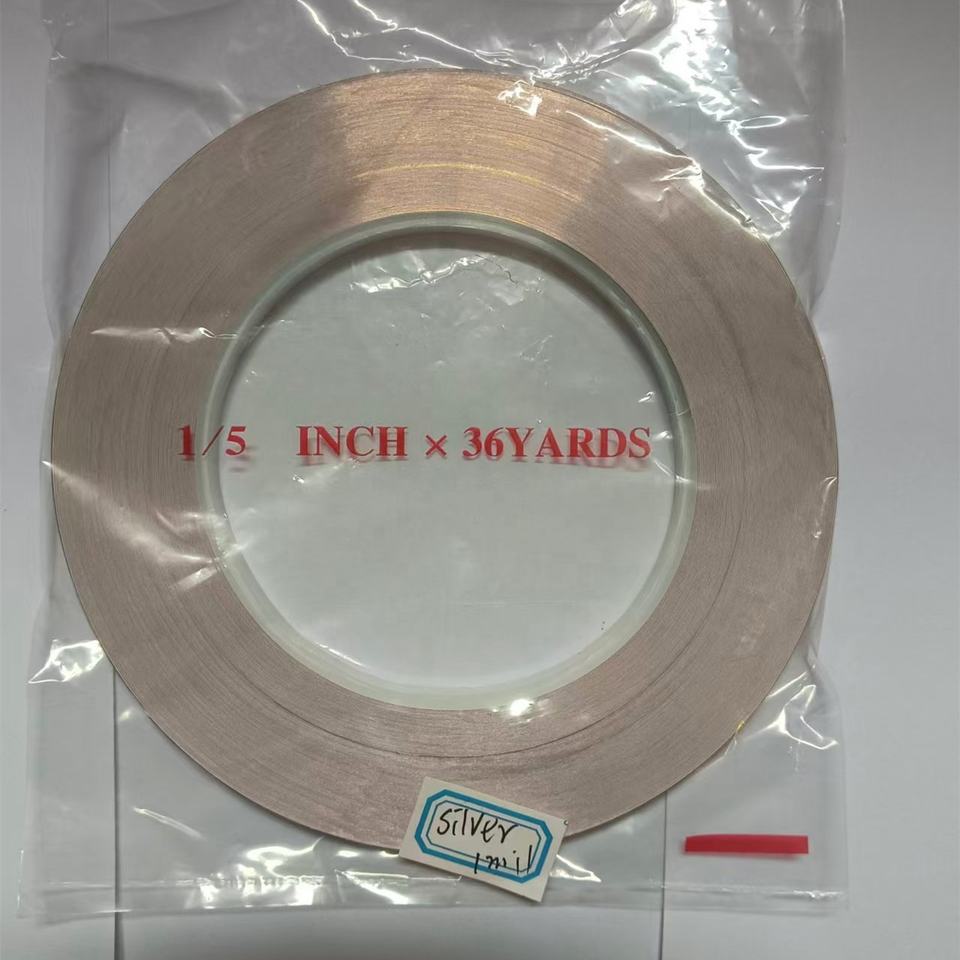 1/5 INCH × 36YARDS
silver
1mil